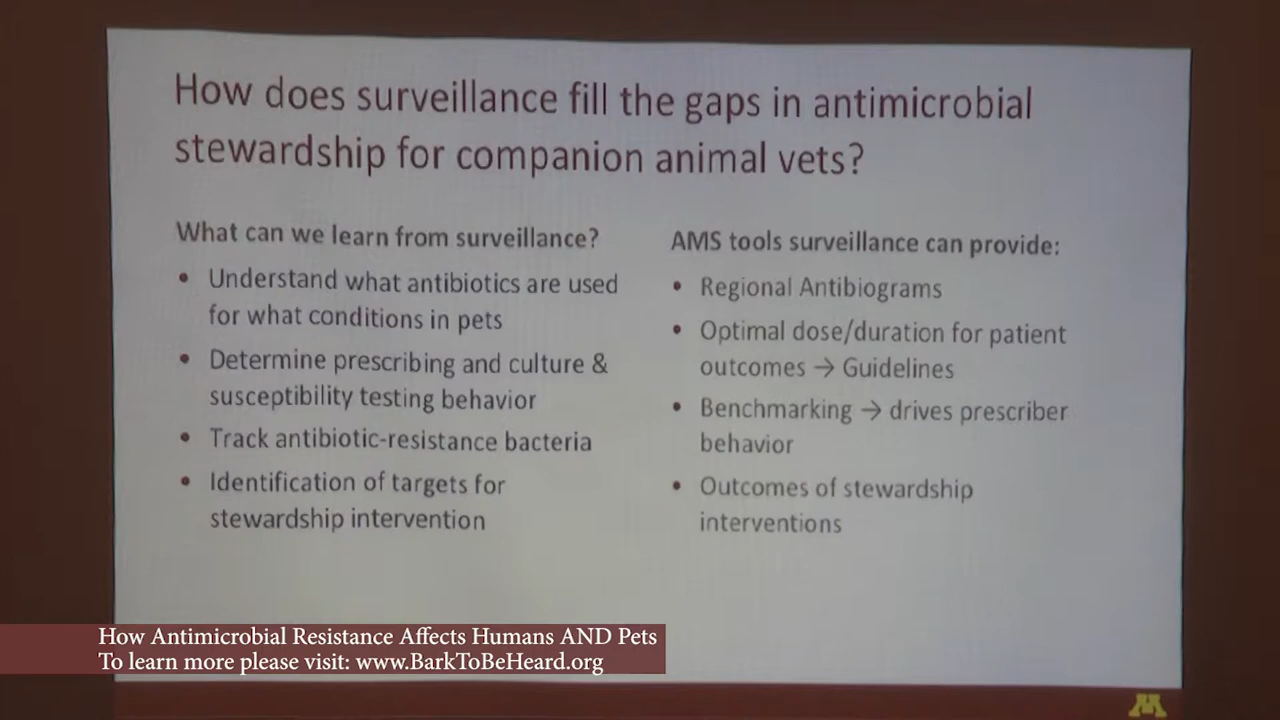 How does surveillance fill the gaps in antimicrobial
stewardship for companion animal vets?
What can we learn from surveillance?
• Understand what antibiotics are used
for what conditions in pets
• Determine prescribing and culture &
susceptibility testing behavior
• Track antibiotic-resistance bacteria
• Identification of targets for
stewardship intervention
AMS tools surveillance can provide:
• Regional Antibiograms
• Optimal dose/duration for patient
outcomes → Guidelines
• Benchmarking → drives prescriber
behavior
• Outcomes of stewardship
interventions
How Antimicrobial Resistance Affects Humans AND Pets
To learn more please visit: www.BarkToBeHeard.org
M